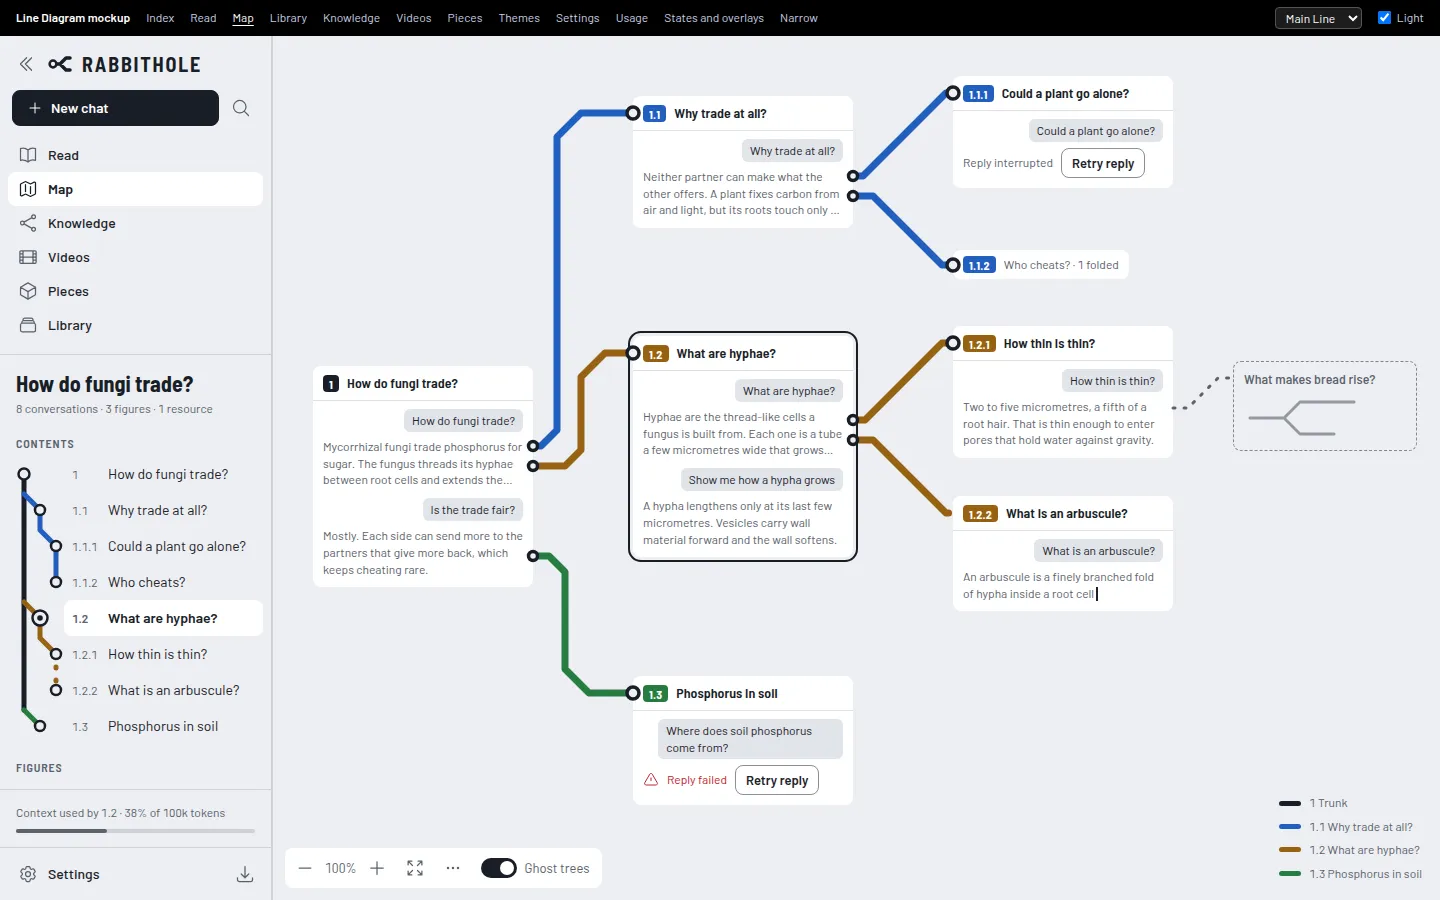 Line Diagram mockup Index Read Map Library Knowledge Videos Pieces Themes Settings Usage States and overlays Narrow Main Line Light
RABBITHOLE
New chat
Read
Map
Knowledge
Videos
Pieces
Library
How do fungi trade?
8 conversations · 3 figures · 1 resource
CONTENTS
1 How do fungi trade?
1.1 Why trade at all?
1.1.1 Could a plant go alone?
1.1.2 Who cheats?
1.2 What are hyphae?
1.2.1 How thin is thin?
1.2.2 What is an arbuscule?
1.3 Phosphorus in soil
FIGURES
Context used by 1.2 · 38% of 100k tokens
Settings
1 How do fungi trade?
How do fungi trade?
Mycorrhizal fungi trade phosphorus for
sugar. The fungus threads its hyphae
between root cells and extends the...
Is the trade fair?
Mostly. Each side can send more to the
partners that give more back, which
keeps cheating rare.
1.1 Why trade at all?
Why trade at all?
Neither partner can make what the
other offers. A plant fixes carbon from
air and light, but its roots touch only ...
1.2 What are hyphae?
What are hyphae?
Hyphae are the thread-like cells a
fungus is built from. Each one is a tube
a few micrometres wide that grows...
Show me how a hypha grows
A hypha lengthens only at its last few
micrometres. Vesicles carry wall
material forward and the wall softens.
1.3 Phosphorus in soil
Where does soil phosphorus
come from?
Reply failed Retry reply
1.1.1 Could a plant go alone?
Could a plant go alone?
Reply interrupted Retry reply
1.1.2 Who cheats? · 1 folded
1.2.1 How thin is thin?
How thin is thin?
Two to five micrometres, a fifth of a
root hair. That is thin enough to enter
pores that hold water against gravity.
1.2.2 What is an arbuscule?
What is an arbuscule?
An arbuscule is a finely branched fold
of hypha inside a root cell
What makes bread rise?
100% Ghost trees
1 Trunk
1.1 Why trade at all?
1.2 What are hyphae?
1.3 Phosphorus in soil